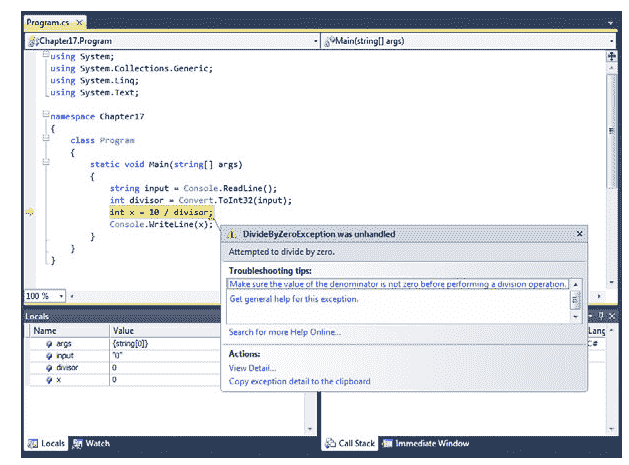 Program.cs
Chapter17.Program Main(string[] args)
using System;
using System.Collections.Generic;
using System.Linq;
using System.Text;
namespace Chapter17
{
class Program
{
static void Main(string[] args)
{
string input = Console.ReadLine();
int divisor = Convert.ToInt32(input);
int x = 10 / divisor;
Console.WriteLine(x);
}
}
}
DivideByZeroException was unhandled
Attempted to divide by zero.
Troubleshooting tips:
Make sure the value of the denominator is not zero before performing a division operation.
Get general help for this exception.
Search for more Help Online...
Actions:
View Detail...
Copy exception detail to the clipboard
100 %
Locals
Name Value
Lang
args {string[0]}
C#
input "0"
divisor 0
x 0
Locals Watch
Call Stack Immediate Window